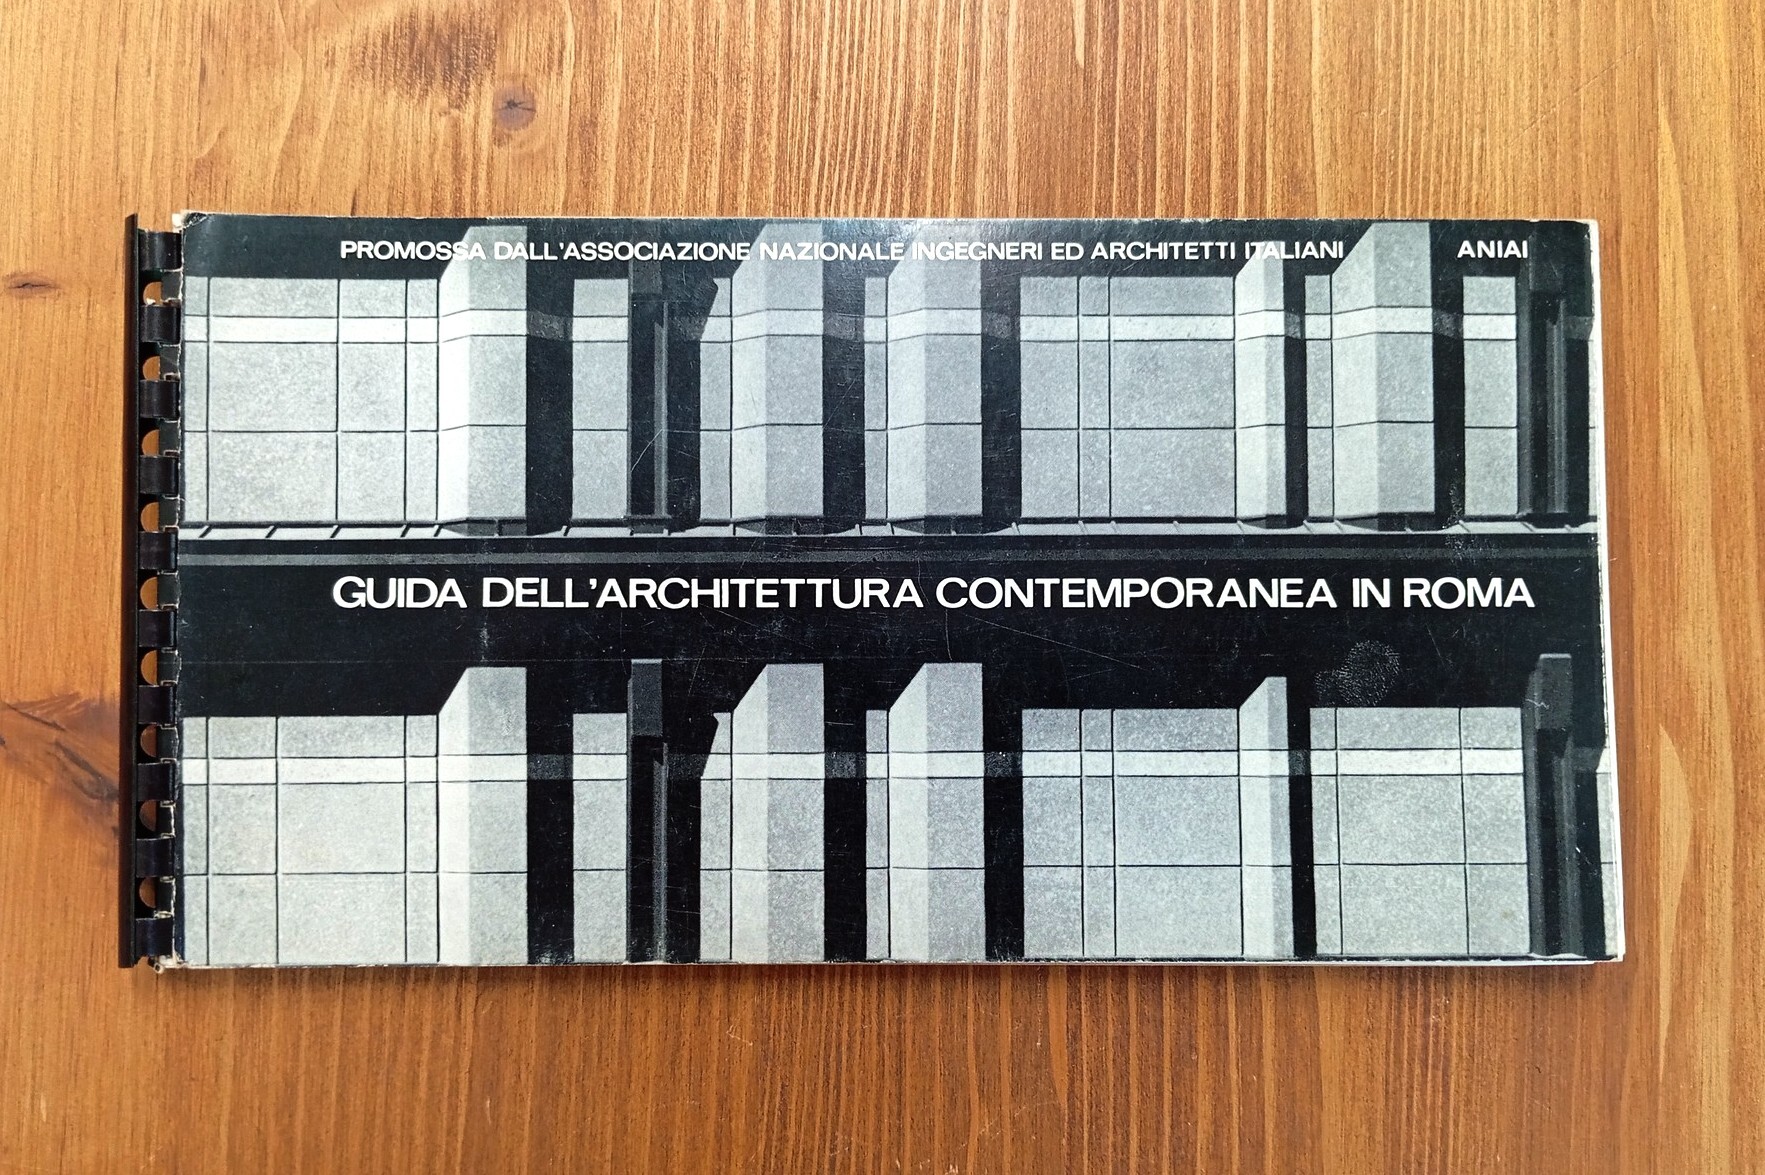 PROMOSSA DALL'ASSOCIAZIONE NAZIONALE INGEGNERI ED ARCHITETTI ITALIANI ANIAI
GUIDA DELL'ARCHITETTURA CONTEMPORANEA IN ROMA